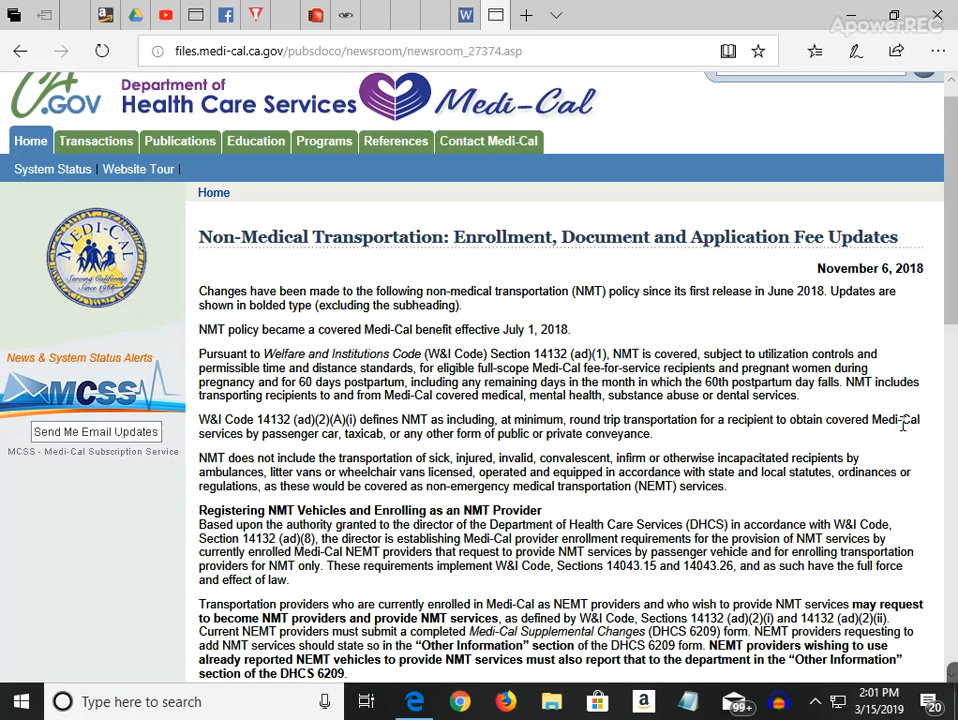 ApowerREC
files.medi-cal.ca.gov/pubsdoco/newsroom/newsroom_27374.asp
CA.GOV
Department of
Health Care Services
Medi-Cal
Home Transactions Publications Education Programs References Contact Medi-Cal
System Status | Website Tour |
Home
MEDI-CAL
Serving California
Since 1966
Non-Medical Transportation: Enrollment, Document and Application Fee Updates
November 6, 2018
Changes have been made to the following non-medical transportation (NMT) policy since its first release in June 2018. Updates are
shown in bolded type (excluding the subheading).
NMT policy became a covered Medi-Cal benefit effective July 1, 2018.
Pursuant to Welfare and Institutions Code (W&I Code) Section 14132 (ad)(1), NMT is covered, subject to utilization controls and
permissible time and distance standards, for eligible full-scope Medi-Cal fee-for-service recipients and pregnant women during
pregnancy and for 60 days postpartum, including any remaining days in the month in which the 60th postpartum day falls. NMT includes
transporting recipients to and from Medi-Cal covered medical, mental health, substance abuse or dental services.
W&I Code 14132 (ad)(2)(A)(i) defines NMT as including, at minimum, round trip transportation for a recipient to obtain covered Medi-Cal
services by passenger car, taxicab, or any other form of public or private conveyance.
NMT does not include the transportation of sick, injured, invalid, convalescent, infirm or otherwise incapacitated recipients by
ambulances, litter vans or wheelchair vans licensed, operated and equipped in accordance with state and local statutes, ordinances or
regulations, as these would be covered as non-emergency medical transportation (NEMT) services.
Registering NMT Vehicles and Enrolling as an NMT Provider
Based upon the authority granted to the director of the Department of Health Care Services (DHCS) in accordance with W&I Code,
Section 14132 (ad)(8), the director is establishing Medi-Cal provider enrollment requirements for the provision of NMT services by
currently enrolled Medi-Cal NEMT providers that request to provide NMT services by passenger vehicle and for enrolling transportation
providers for NMT only. These requirements implement W&I Code, Sections 14043.15 and 14043.26, and as such have the full force
and effect of law.
Transportation providers who are currently enrolled in Medi-Cal as NEMT providers and who wish to provide NMT services may request
to become NMT providers and provide NMT services, as defined by W&I Code, Sections 14132 (ad)(2)(i) and 14132 (ad)(2)(ii).
Current NEMT providers must submit a completed Medi-Cal Supplemental Changes (DHCS 6209) form. NEMT providers requesting to
add NMT services should state so in the “Other Information” section of the DHCS 6209 form. NEMT providers wishing to use
already reported NEMT vehicles to provide NMT services must also report that to the department in the “Other Information”
section of the DHCS 6209.
News & System Status Alerts
MCSS
Send Me Email Updates
MCSS - Medi-Cal Subscription Service
Type here to search
99+
2:01 PM
3/15/2019
20